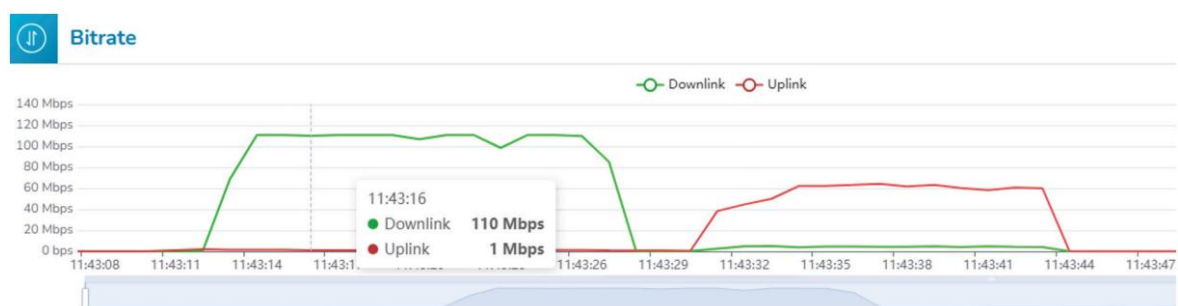 Bitrate
Downlink Uplink
140 Mbps
120 Mbps
100 Mbps
80 Mbps
60 Mbps
40 Mbps
20 Mbps
0 bps
11:43:16
Downlink 110 Mbps
Uplink 1 Mbps
11:43:08 11:43:11 11:43:14 11:43:26 11:43:29 11:43:32 11:43:35 11:43:38 11:43:41 11:43:44 11:43:47